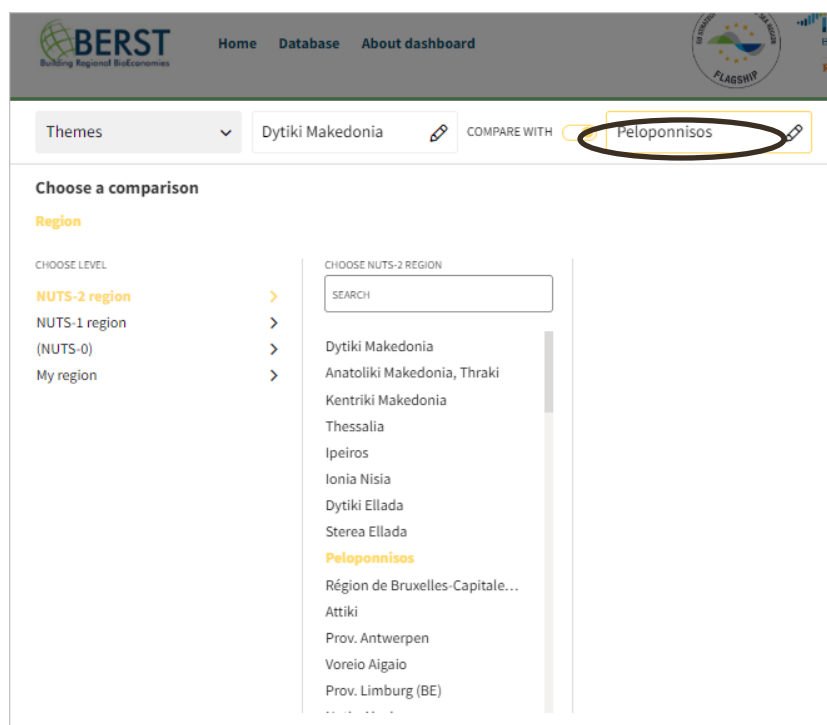 BERST
Building Regional BioEconomies
Home Database About dashboard
FLAGSHIP
Themes Dytiki Makedonia COMPARE WITH Peloponnisos
Choose a comparison
Region
CHOOSE LEVEL
NUTS-2 region
NUTS-1 region
(NUTS-0)
My region
CHOOSE NUTS-2 REGION
SEARCH
Dytiki Makedonia
Anatoliki Makedonia, Thraki
Kentriki Makedonia
Thessalia
Ipeiros
Ionia Nisia
Dytiki Ellada
Sterea Ellada
Peloponnisos
Région de Bruxelles-Capitale...
Attiki
Prov. Antwerpen
Voreio Aigaio
Prov. Limburg (BE)